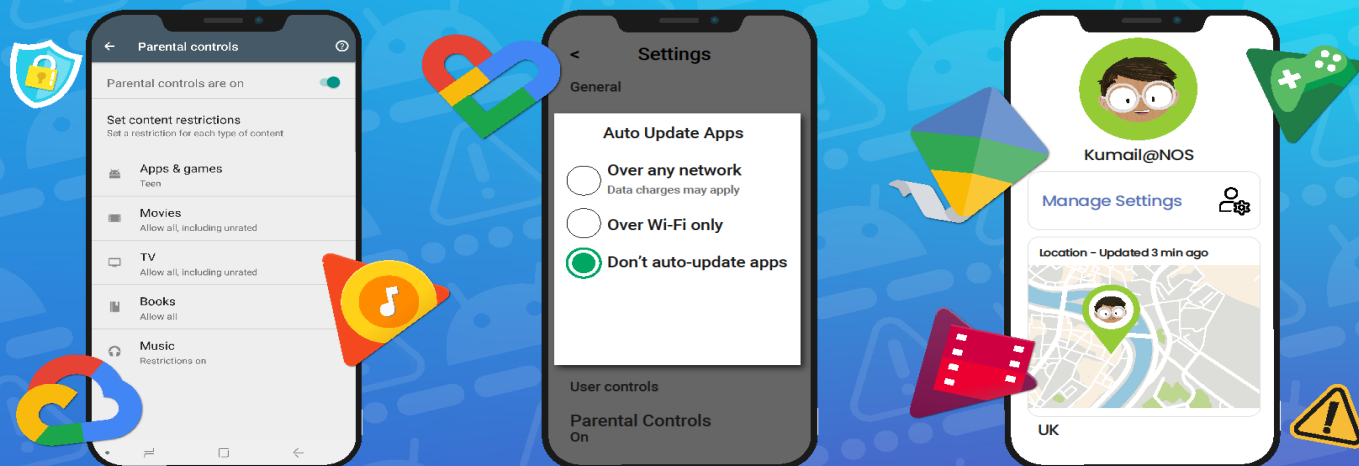 Parental controls
Parental controls are on
Set content restrictions
Set a restriction for each type of content
Apps & games
Teen
Movies
Allow all, including unrated
TV
Allow all, including unrated
Books
Allow all
Music
Restrictions on
< Settings
General
Auto Update Apps
Over any network
Data charges may apply
Over Wi-Fi only
Don't auto-update apps
User controls
Parental Controls
On
Kumail@NOS
Manage Settings
Location - Updated 3 min ago
UK